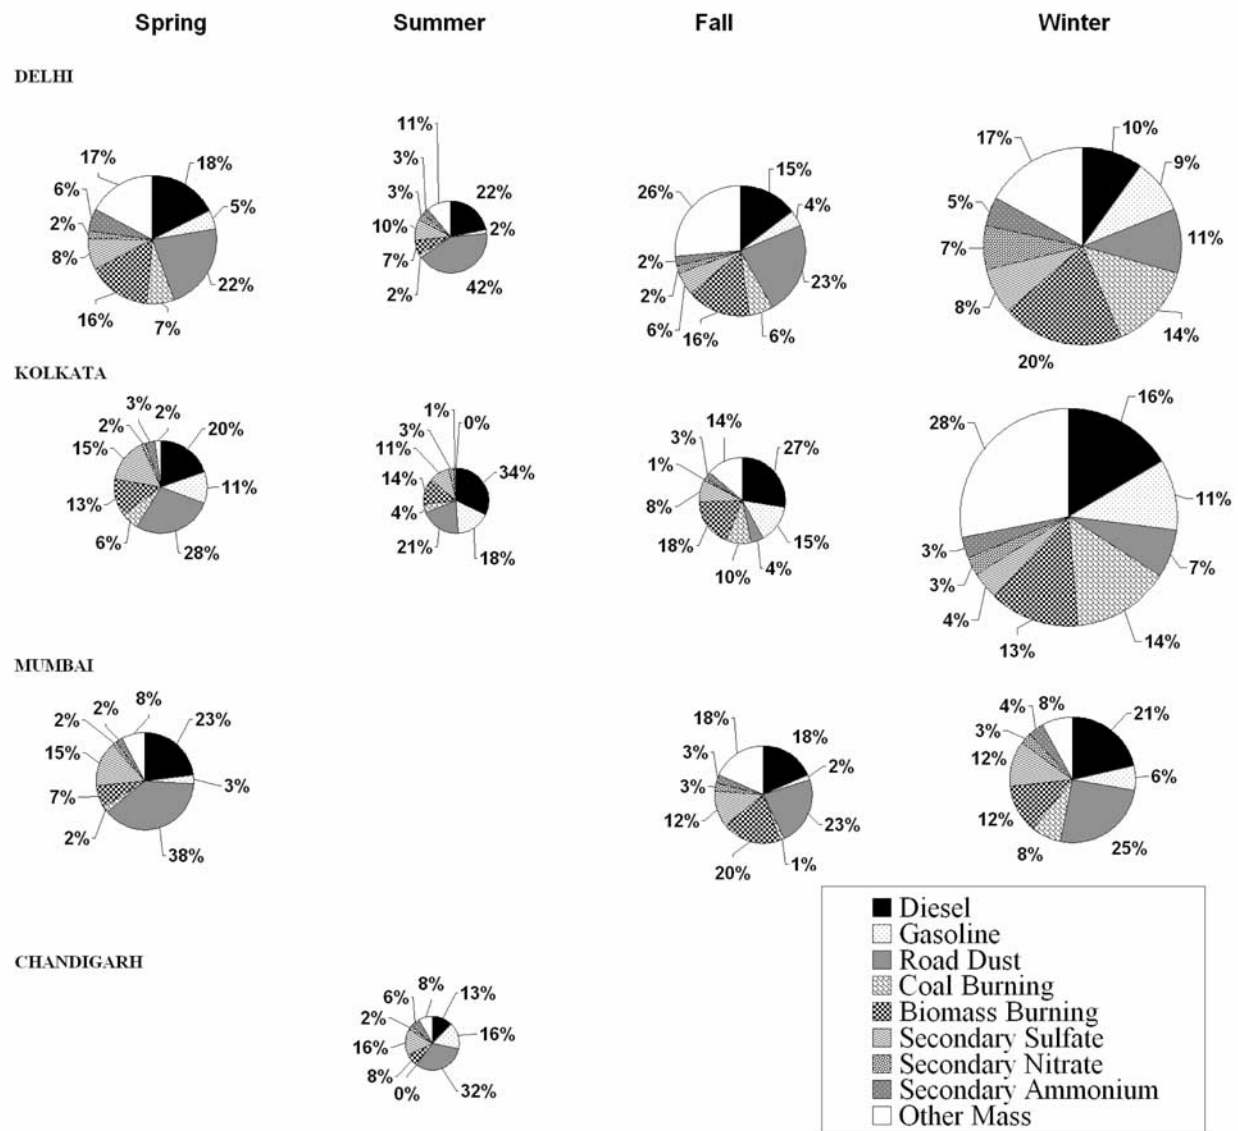 Spring Summer Fall Winter
DELHI
17% 18% 5% 22% 7% 16% 8% 2% 6%
11% 22% 2% 42% 2% 7% 10% 3% 3%
26% 15% 4% 23% 6% 16% 6% 2% 2%
17% 10% 9% 11% 14% 20% 8% 7% 5%
KOLKATA
2% 20% 11% 28% 6% 13% 15% 2% 3%
0% 34% 18% 21% 4% 14% 11% 3% 1%
14% 27% 15% 4% 10% 18% 8% 1% 3%
28% 16% 11% 7% 14% 13% 4% 3% 3%
MUMBAI
8% 23% 3% 38% 2% 7% 15% 2% 2%
18% 18% 2% 23% 1% 20% 12% 3% 3%
8% 21% 6% 25% 8% 12% 12% 3% 4%
CHANDIGARH
8% 13% 16% 32% 0% 8% 16% 2% 6%
Diesel
Gasoline
Road Dust
Coal Burning
Biomass Burning
Secondary Sulfate
Secondary Nitrate
Secondary Ammonium
Other Mass